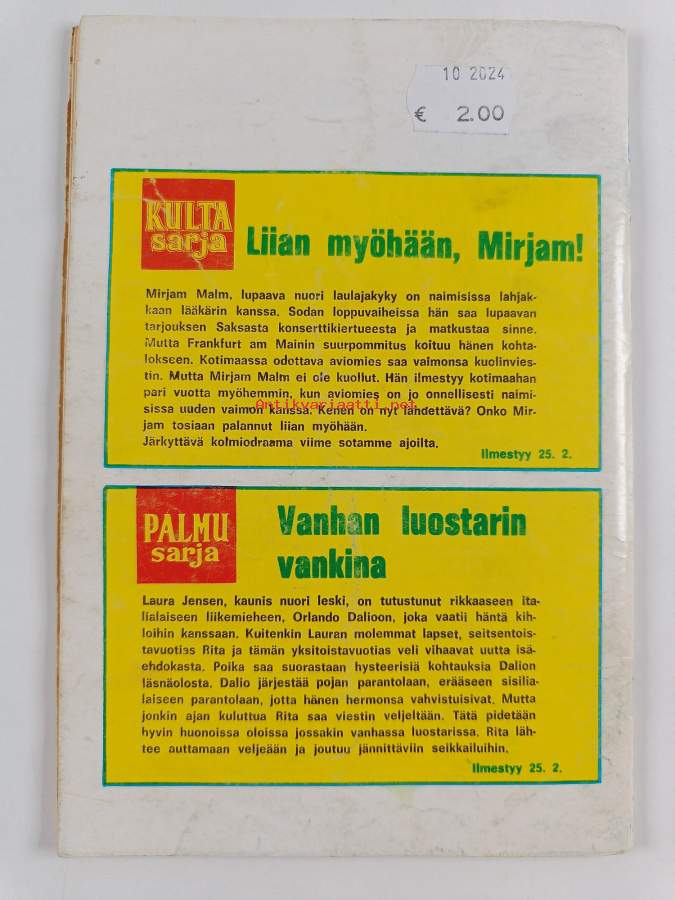 10 2024
€ 2.00
KULTA
sarja
Liian myöhään, Mirjam!
Mirjam Malm, lupaava nuori laulajakyky on naimisissa lahjak-
kaan lääkärin kanssa. Sodan loppuvaiheissa hän saa lupaavan
tarjouksen Saksasta konserttikiertueesta ja matkustaa sinne.
Mutta Frankfurt am Mainin suurpommitus koituu hänen kohta-
lokseen. Kotimaassa odottava aviomies saa vaimonsa kuolinvies-
tin. Mutta Mirjam Malm ei ole kuollut. Hän ilmestyy kotimaahan
pari vuotta myöhemmin, kun aviomies on jo onnellisesti naimi-
sissa uuden vaimon kanssa. Kenen on nyt lähdettävä? Onko Mir-
jam tosiaan palannut liian myöhään.
Järkyttävä kolmiodraama viime sotamme ajoilta.
Ilmestyy 25. 2.
Antikvariaatti.net
PALMU
sarja
Vanhan luostarin
vankina
Laura Jensen, kaunis nuori leski, on tutustunut rikkaaseen ita-
lialaiseen liikemieheen, Orlando Dalioon, joka vaatii häntä kih-
loihin kanssaan. Kuitenkin Lauran molemmat lapset, seitsentois-
tavuotias Rita ja tämän yksitoistavuotias veli vihaavat uutta isä-
ehdokasta. Poika saa suorastaan hysteerisiä kohtauksia Dalion
läsnäolosta. Dalio järjestää pojan parantolaan, erääseen sisilia-
laiseen parantolaan, jotta hänen hermonsa vahvistuisivat. Mutta
jonkin ajan kuluttua Rita saa viestin veljeltään. Tätä pidetään
hyvin huonoissa oloissa jossakin vanhassa luostarissa. Rita läh-
tee auttamaan veljeään ja joutuu jännittäviin seikkailuihin.
Ilmestyy 25. 2.